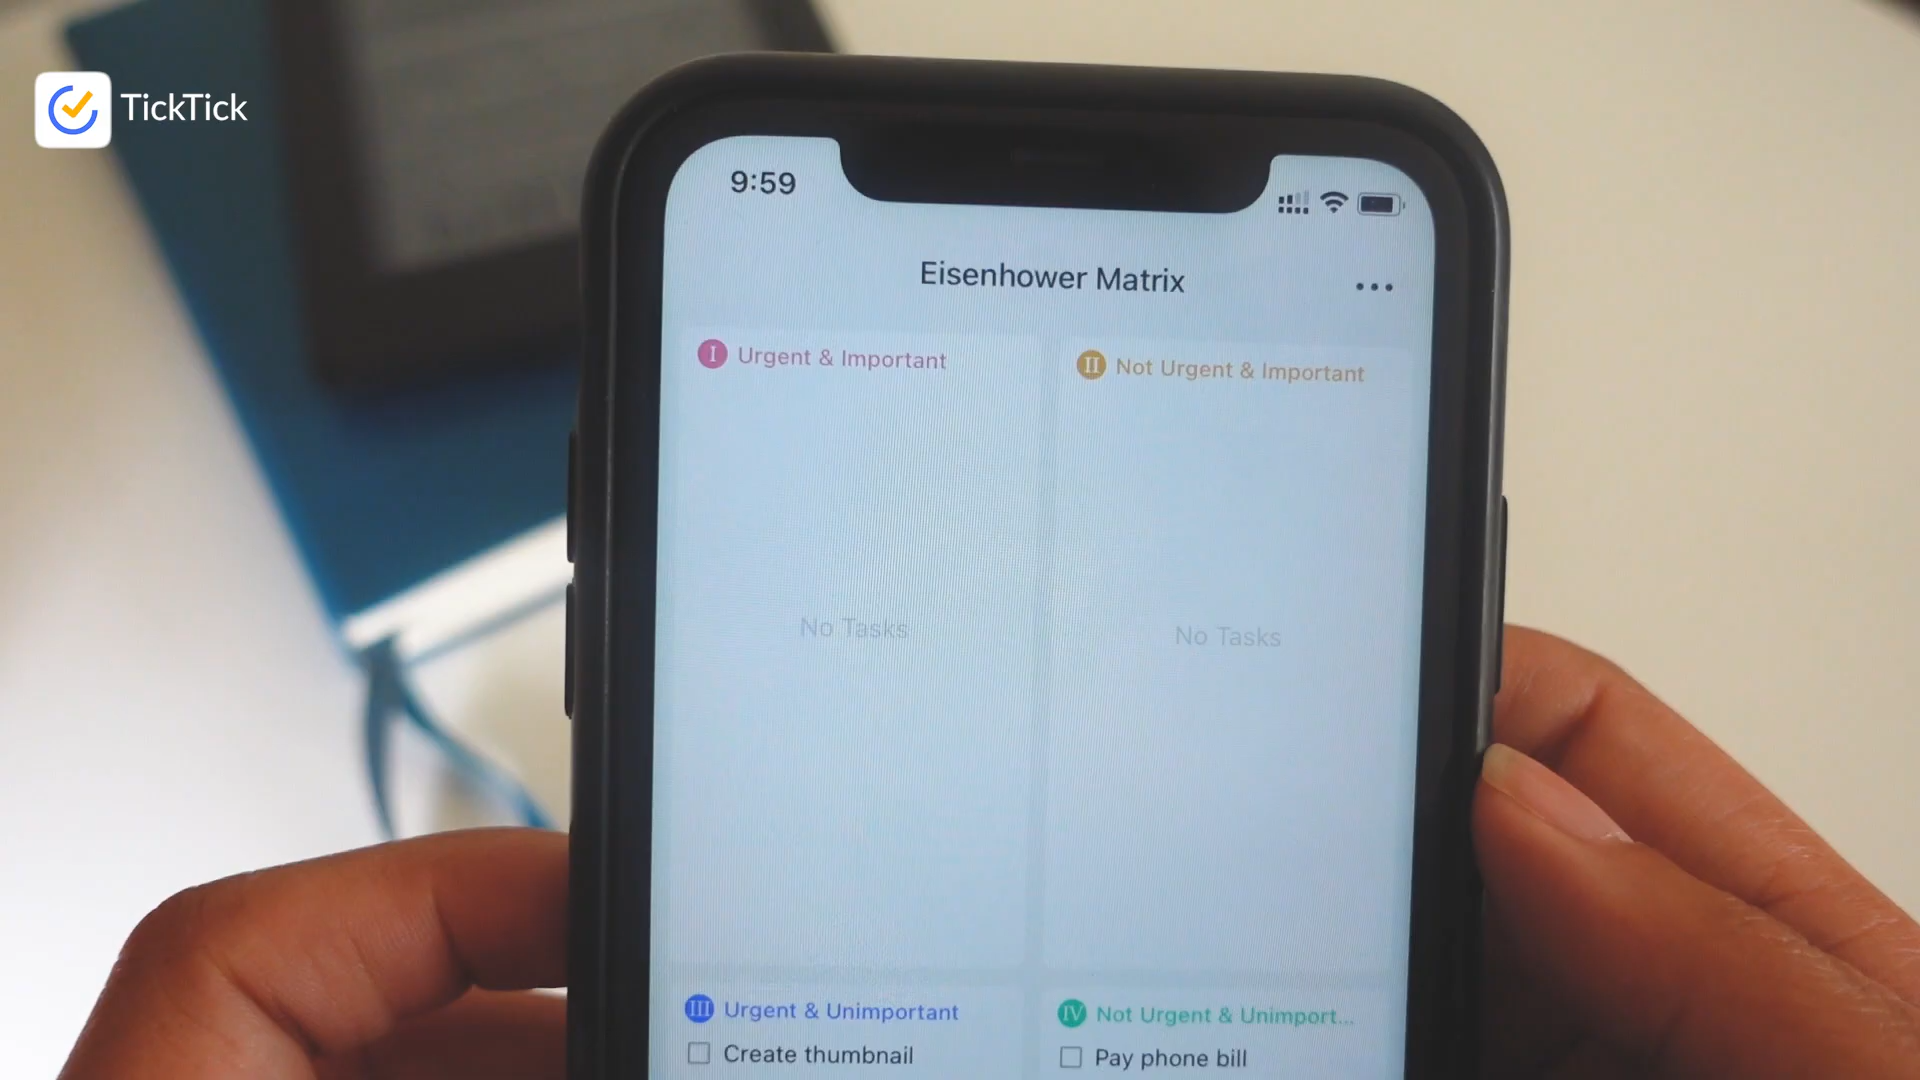 TickTick
9:59
Eisenhower Matrix
I Urgent & Important
II Not Urgent & Important
No Tasks
No Tasks
III Urgent & Unimportant
Create thumbnail
IV Not Urgent & Unimport...
Pay phone bill